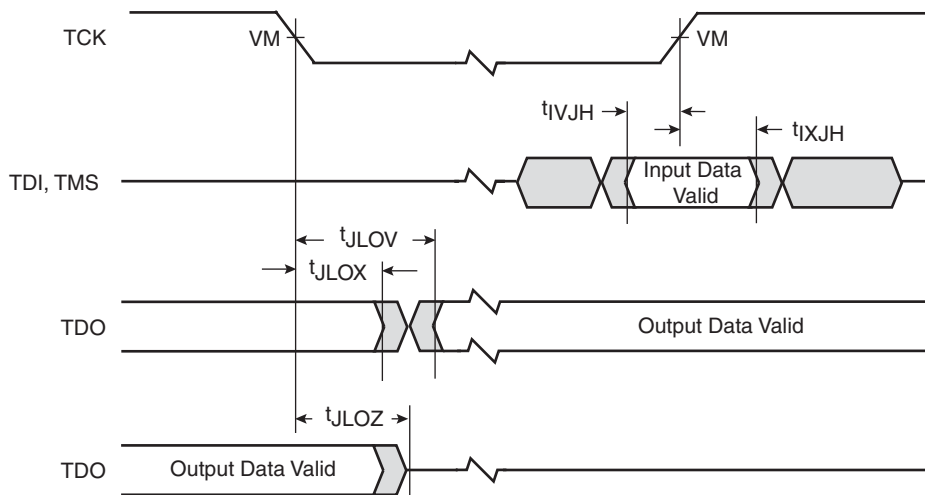 TCK
VM
VM
tIVJH
tIXJH
TDI, TMS
Input Data
Valid
tJLOV
tJLOX
TDO
Output Data Valid
tJLOZ
TDO
Output Data Valid